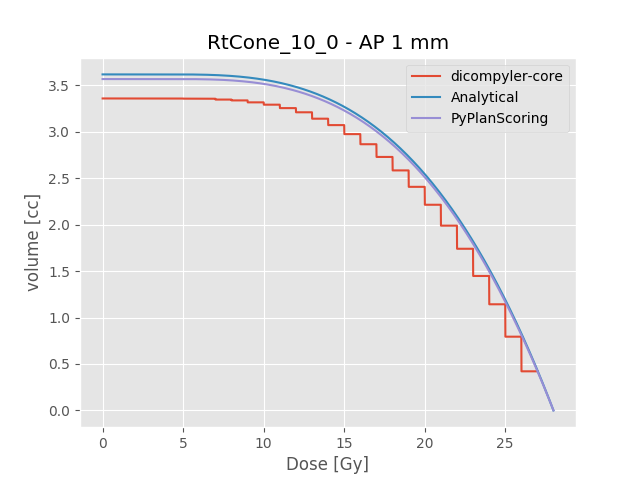 RtCone_10_0 - AP 1 mm
dicompyler-core
Analytical
PyPlanScoring
volume [cc]
3.5
3.0
2.5
2.0
1.5
1.0
0.5
0.0
0 5 10 15 20 25
Dose [Gy]